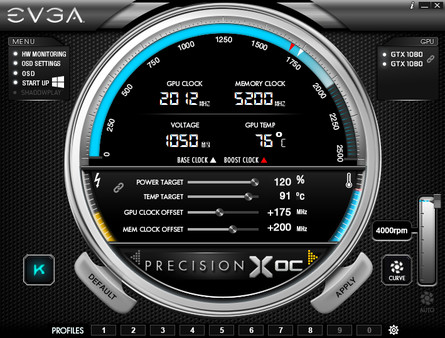 EVGA
MENU
HW MONITORING
OSD SETTINGS
OSD
START UP
SHADOWPLAY
GPU
GTX 1080
GTX 1080
0
250
500
750
1000
1250
1500
1750
2000
2250
2500
GPU CLOCK
2012 MHZ
MEMORY CLOCK
5200 MHZ
VOLTAGE
1050 MV
GPU TEMP
76°C
BASE CLOCK
BOOST CLOCK
POWER TARGET 120 %
TEMP TARGET 91 °C
GPU CLOCK OFFSET +175 MHz
MEM CLOCK OFFSET +200 MHz
4000rpm
PRECISION X OC
K
DEFAULT
APPLY
CURVE
AUTO
PROFILES 1 2 3 4 5 6 7 8 9 0